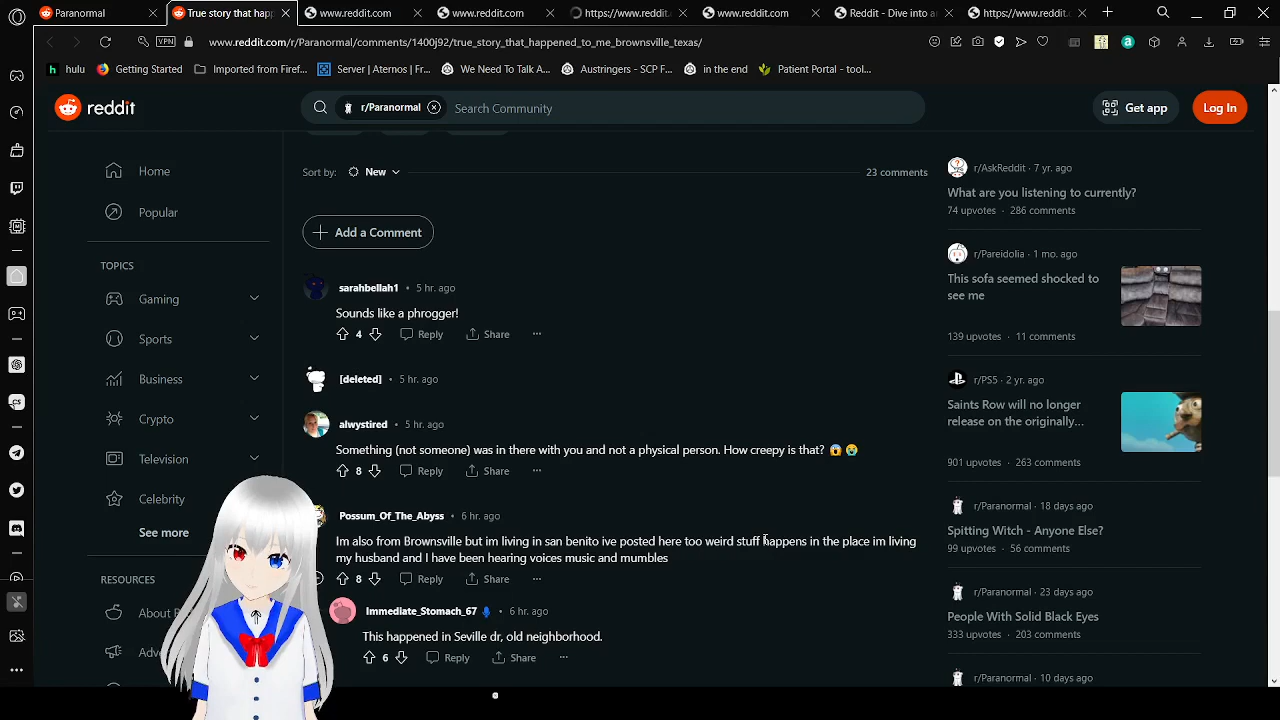 Paranormal
True story that hap
www.reddit.com
www.reddit.com
https://www.reddit
www.reddit.com
Reddit - Dive into a
https://www.reddit.
VPN
www.reddit.com/r/Paranormal/comments/1400j92/true_story_that_happened_to_me_brownsville_texas/
hulu
Getting Started
Imported from Firef...
Server | Aternos | Fr...
We Need To Talk A...
Austringers - SCP F...
in the end
Patient Portal - tool...
reddit
r/Paranormal
Search Community
Get app
Log In
Home
Popular
TOPICS
Gaming
Sports
Business
Crypto
Television
Celebrity
See more
About
Adv
Sort by:
New
23 comments
Add a Comment
sarahbellah1 • 5 hr. ago
Sounds like a phrogger!
4 Reply Share ...
[deleted] • 5 hr. ago
alwystired • 5 hr. ago
Something (not someone) was in there with you and not a physical person. How creepy is that? 😱 😭
8 Reply Share ...
Possum_Of_The_Abyss • 6 hr. ago
Im also from Brownsville but im living in san benito ive posted here too weird stuff happens in the place im living
my husband and I have been hearing voices music and mumbles
8 Reply Share ...
Immediate_Stomach_67 • 6 hr. ago
This happened in Seville dr, old neighborhood.
6 Reply Share ...
r/AskReddit • 7 yr. ago
What are you listening to currently?
74 upvotes • 286 comments
r/Pareidolia • 1 mo. ago
This sofa seemed shocked to
see me
139 upvotes • 11 comments
r/PS5 • 2 yr. ago
Saints Row will no longer
release on the originally...
901 upvotes • 263 comments
r/Paranormal • 18 days ago
Spitting Witch - Anyone Else?
99 upvotes • 56 comments
r/Paranormal • 23 days ago
People With Solid Black Eyes
333 upvotes • 203 comments
r/Paranormal • 10 days ago